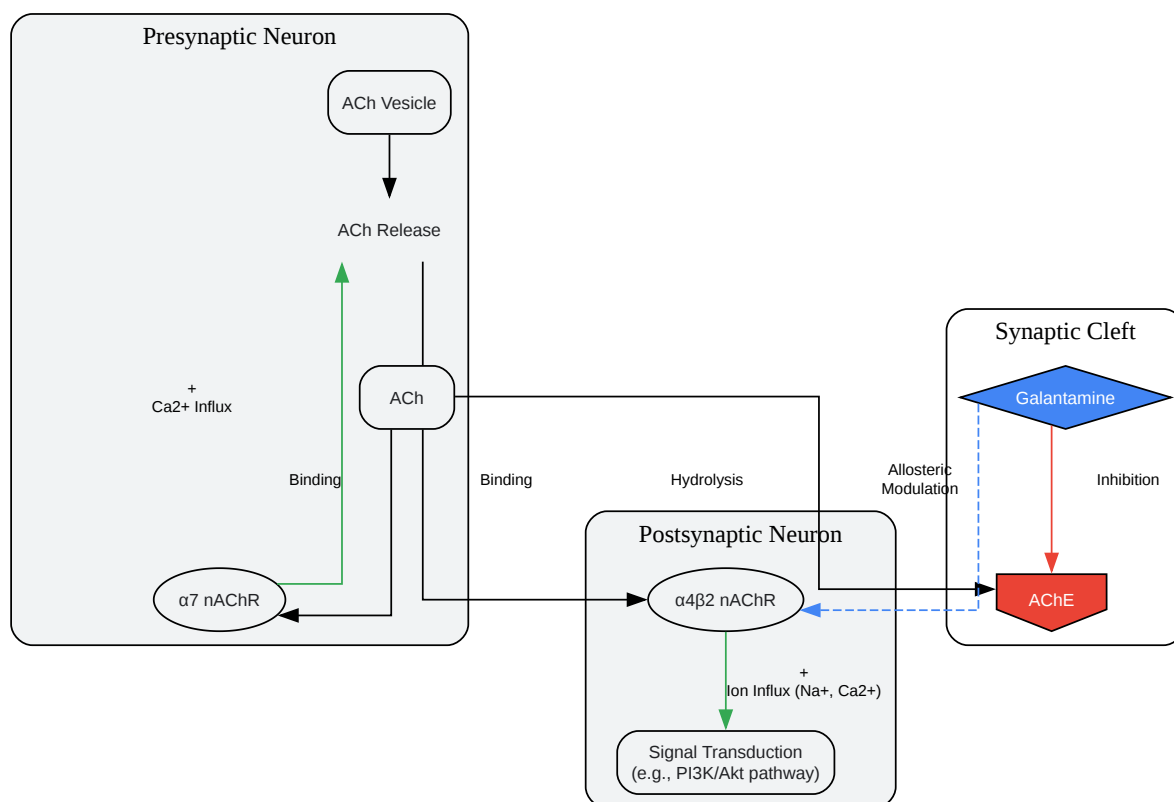 Presynaptic Neuron
ACh Vesicle
ACh Release
Synaptic Cleft
Galantamine
+
Ca2+ Influx
ACh
Binding
Binding
Hydrolysis
Allosteric
Modulation
Inhibition
Postsynaptic Neuron
α7 nAChR
α4β2 nAChR
AChE
+
Ion Influx (Na+, Ca2+)
Signal Transduction
(e.g., PI3K/Akt pathway)